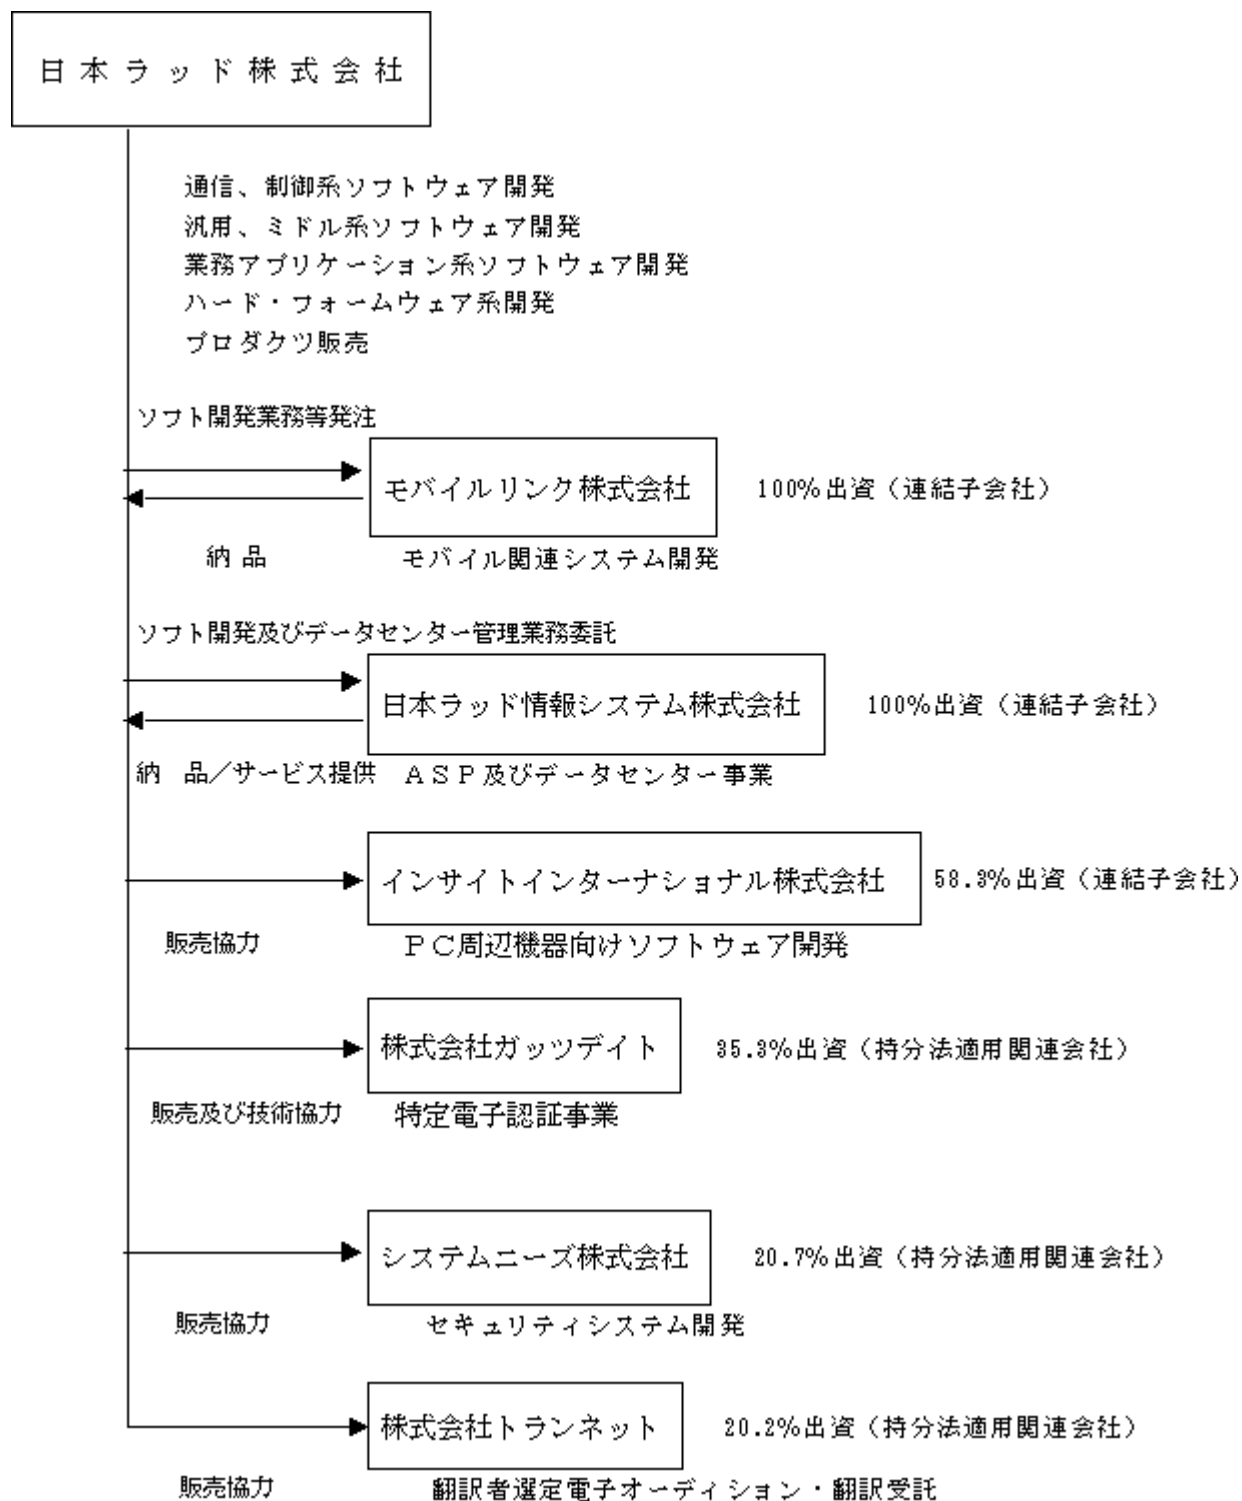 日本ラッド株式会社
通信、制御系ソフトウェア開発
汎用、ミドル系ソフトウェア開発
業務アプリケーション系ソフトウェア開発
ハード・フォームウェア系開発
プロダクツ販売
ソフト開発業務等発注
モバイルリンク株式会社 100%出資（連結子会社）
納 品 モバイル関連システム開発
ソフト開発及びデータセンター管理業務委託
日本ラッド情報システム株式会社 100%出資（連結子会社）
納　品／サービス提供 ＡＳＰ及びデータセンター事業
インサイトインターナショナル株式会社 58.3%出資（連結子会社）
販売協力 ＰＣ周辺機器向けソフトウェア開発
株式会社ガッツデイト 35.3%出資（持分法適用関連会社）
販売及び技術協力 特定電子認証事業
システムニーズ株式会社 20.7%出資（持分法適用関連会社）
販売協力 セキュリティシステム開発
株式会社トランネット 20.2%出資（持分法適用関連会社）
販売協力 翻訳者選定電子オーディション・翻訳受託